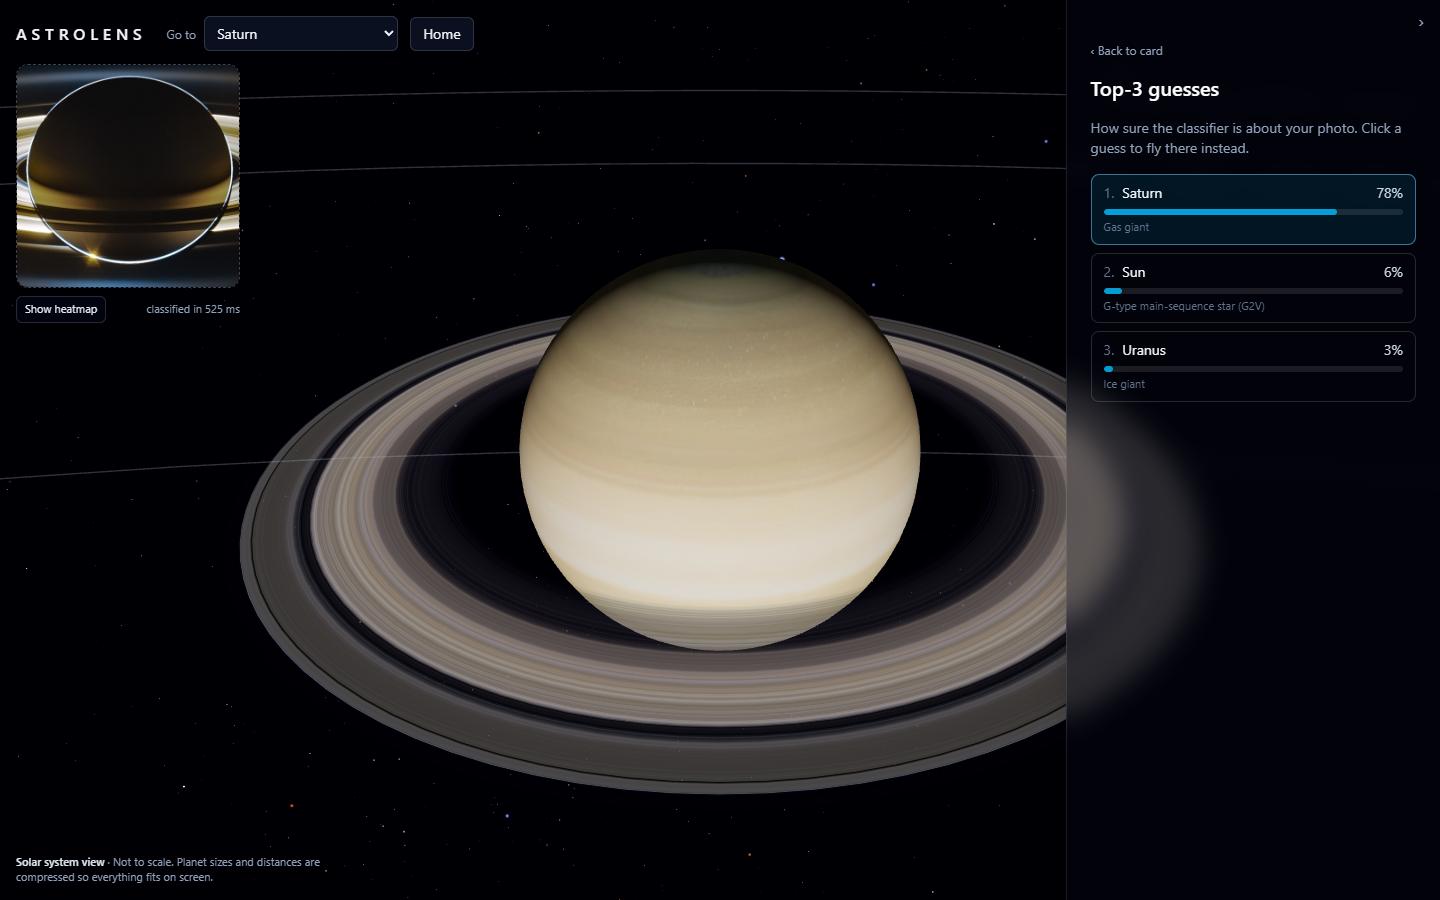 ASTROLENS Go to Saturn Home
›
‹ Back to card
Top-3 guesses
How sure the classifier is about your photo. Click a
guess to fly there instead.
1. Saturn 78%
Gas giant
2. Sun 6%
G-type main-sequence star (G2V)
3. Uranus 3%
Ice giant
Show heatmap classified in 525 ms
Solar system view · Not to scale. Planet sizes and distances are
compressed so everything fits on screen.